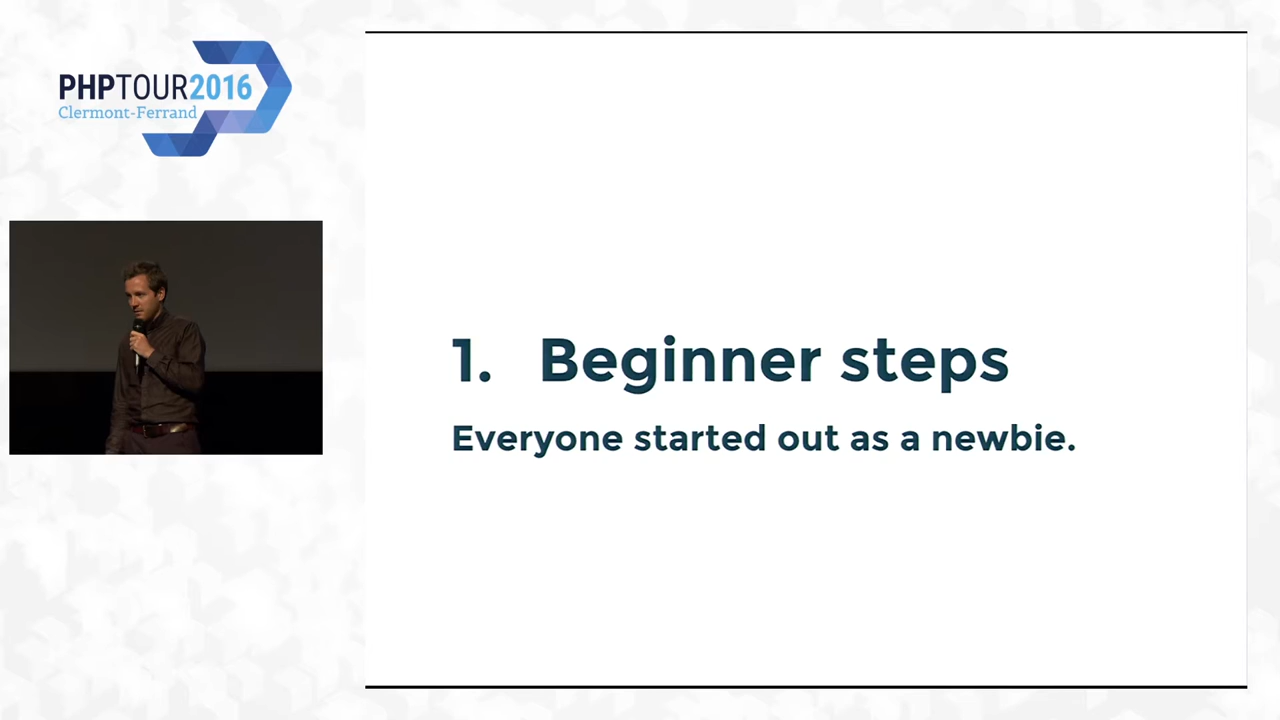 PHPTOUR2016
Clermont-Ferrand
1. Beginner steps
Everyone started out as a newbie.